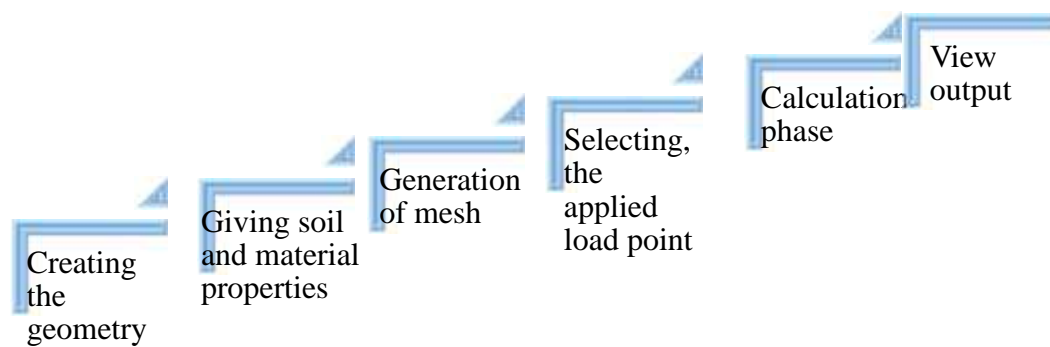 Creating
the
geometry
Giving soil
and material
properties
Generation
of mesh
Selecting,
the
applied
load point
Calculation
phase
View
output